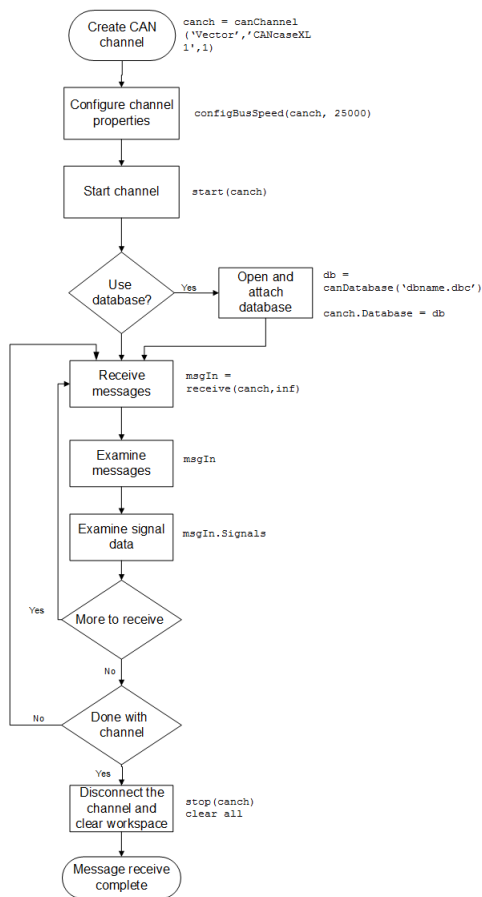 Create CAN
channel
canch = canChannel
(‘Vector’,’CANcaseXL
1',1)
Configure channel
properties
configBusSpeed(canch, 25000)
Start channel
start(canch)
Use
database?
Yes
Open and
attach
database
db =
canDatabase(‘dbname.dbc’)
canch.Database = db
Receive
messages
msgIn =
receive(canch,inf)
Examine
messages
msgIn
Examine signal
data
msgIn.Signals
More to receive
Yes
No
Done with
channel
No
Yes
Disconnect the
channel and
clear workspace
stop(canch)
clear all
Message receive
complete